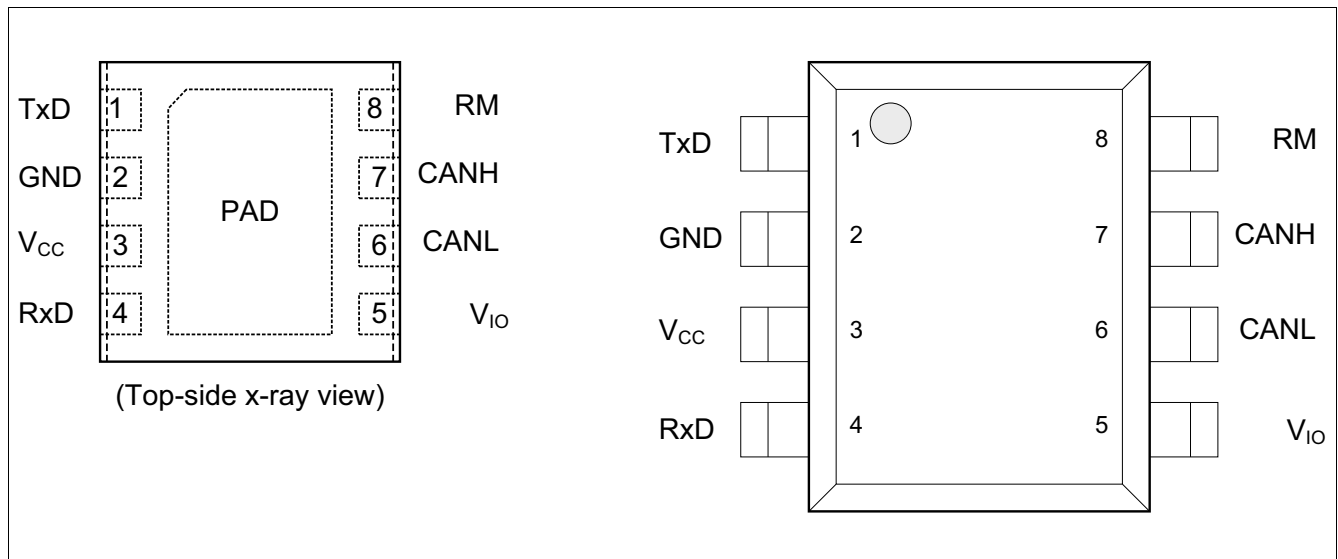 TxD 1 8 RM
GND 2 7 CANH
PAD
VCC 3 6 CANL
RxD 4 5 VIO
(Top-side x-ray view)
TxD 1 8 RM
GND 2 7 CANH
VCC 3 6 CANL
RxD 4 5 VIO